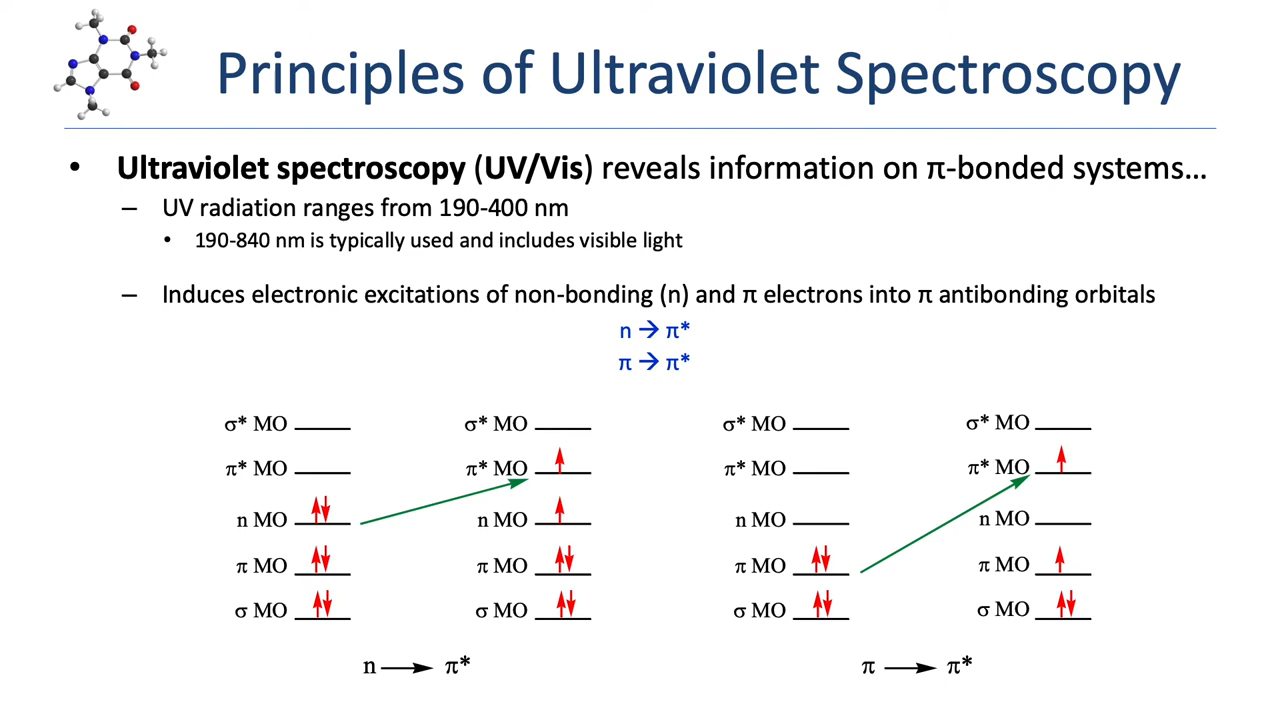 Principles of Ultraviolet Spectroscopy
• Ultraviolet spectroscopy (UV/Vis) reveals information on π-bonded systems…
– UV radiation ranges from 190-400 nm
• 190-840 nm is typically used and includes visible light
– Induces electronic excitations of non-bonding (n) and π electrons into π antibonding orbitals
n → π*
π → π*
σ* MO
π* MO
n MO
π MO
σ MO
σ* MO
π* MO
n MO
π MO
σ MO
n → π*
σ* MO
π* MO
n MO
π MO
σ MO
σ* MO
π* MO
n MO
π MO
σ MO
π → π*